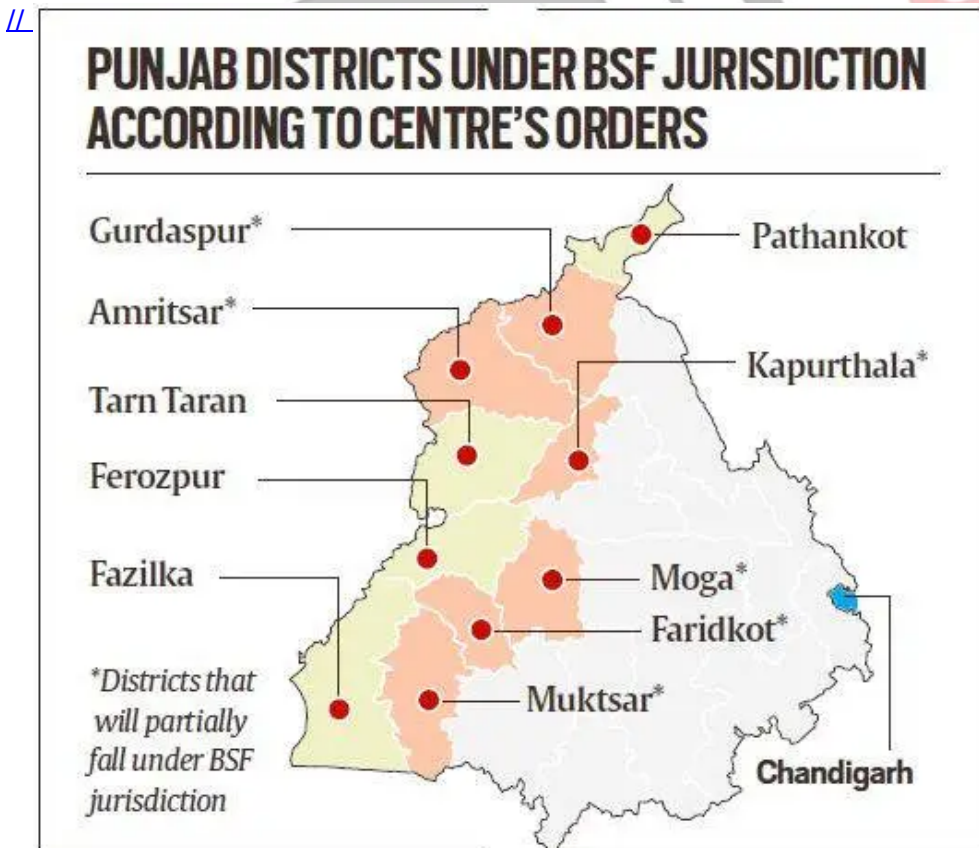 //
PUNJAB DISTRICTS UNDER BSF JURISDICTION
ACCORDING TO CENTRE'S ORDERS
Gurdaspur*
Pathankot
Amritsar*
Kapurthala*
Tarn Taran
Ferozpur
Fazilka
Moga*
Faridkot*
Muktsar*
*Districts that
will partially
fall under BSF
jurisdiction
Chandigarh